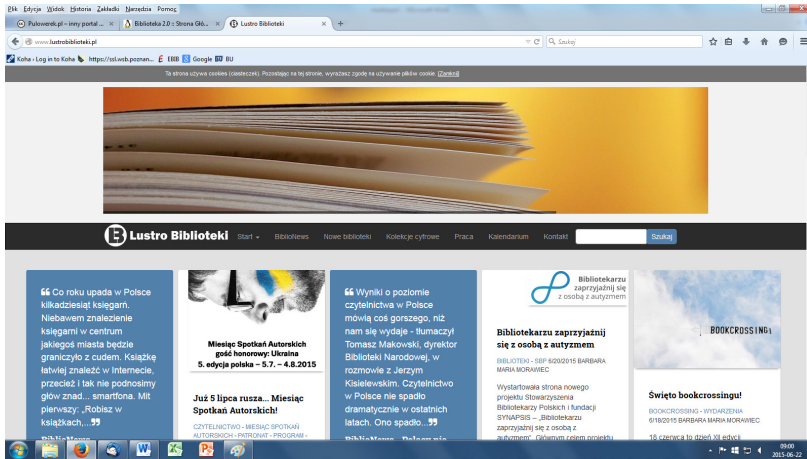 Plik Edycja Widok Historia Zakładki Narzędzia Pomoc
Pulowerek.pl – inny portal ... × Biblioteka 2.0 :: Strona Głó... × Lustro Biblioteki × +
www.lustrobiblioteki.pl Szukaj
Koha › Log in to Koha https://ssl.wsb.poznan... EBIB Google BU
Ta strona używa cookies (ciasteczek). Pozostając na tej stronie, wyrażasz zgodę na używanie plików cookie. [Zamknij]
Lustro Biblioteki Start BiblioNews Nowe biblioteki Kolekcje cyfrowe Praca Kalendarium Kontakt Szukaj
Co roku upada w Polsce
kilkadziesiąt księgarń.
Niebawem znalezienie
księgarni w centrum
jakiegoś miasta będzie
graniczyło z cudem. Książkę
łatwiej znaleźć w Internecie,
przecież i tak nie podnosimy
głów znad... smartfona. Mit
pierwszy: „Robisz w
książkach,...
BiblioNews
Miesiąc Spotkań Autorskich
gość honorowy: Ukraina
5. edycja polska – 5.7. – 4.8.2015
Już 5 lipca rusza... Miesiąc
Spotkań Autorskich!
CZYTELNICTWO - MIESIĄC SPOTKAŃ
AUTORSKICH - PATRONAT - PROGRAM -
Wyniki o poziomie
czytelnictwa w Polsce
mówią coś gorszego, niż
nam się wydaje - tłumaczył
Tomasz Makowski, dyrektor
Biblioteki Narodowej, w
rozmowie z Jerzym
Kisielewskim. Czytelnictwo
w Polsce nie spadło
dramatycznie w ostatnich
latach. Ono spadło...
BiblioNews - Polacy nie
Bibliotekarzu
zaprzyjaźnij się
z osobą z autyzmem
Bibliotekarzu zaprzyjaźnij
się z osobą z autyzmem
BIBLIOTEKI - SBP 6/20/2015 BARBARA
MARIA MORAWIEC
Wystartowała strona nowego
projektu Stowarzyszenia
Bibliotekarzy Polskich i fundacji
SYNAPSIS – „Bibliotekarzu
zaprzyjaźnij się z osobą z
autyzmem”. Głównym celem projektu
BOOKCROSSING!
Święto bookcrossingu!
BOOKCROSSING - WYDARZENIA
6/18/2015 BARBARA MARIA MORAWIEC
18 czerwca to dzień XII edycji
09:00
2015-06-22